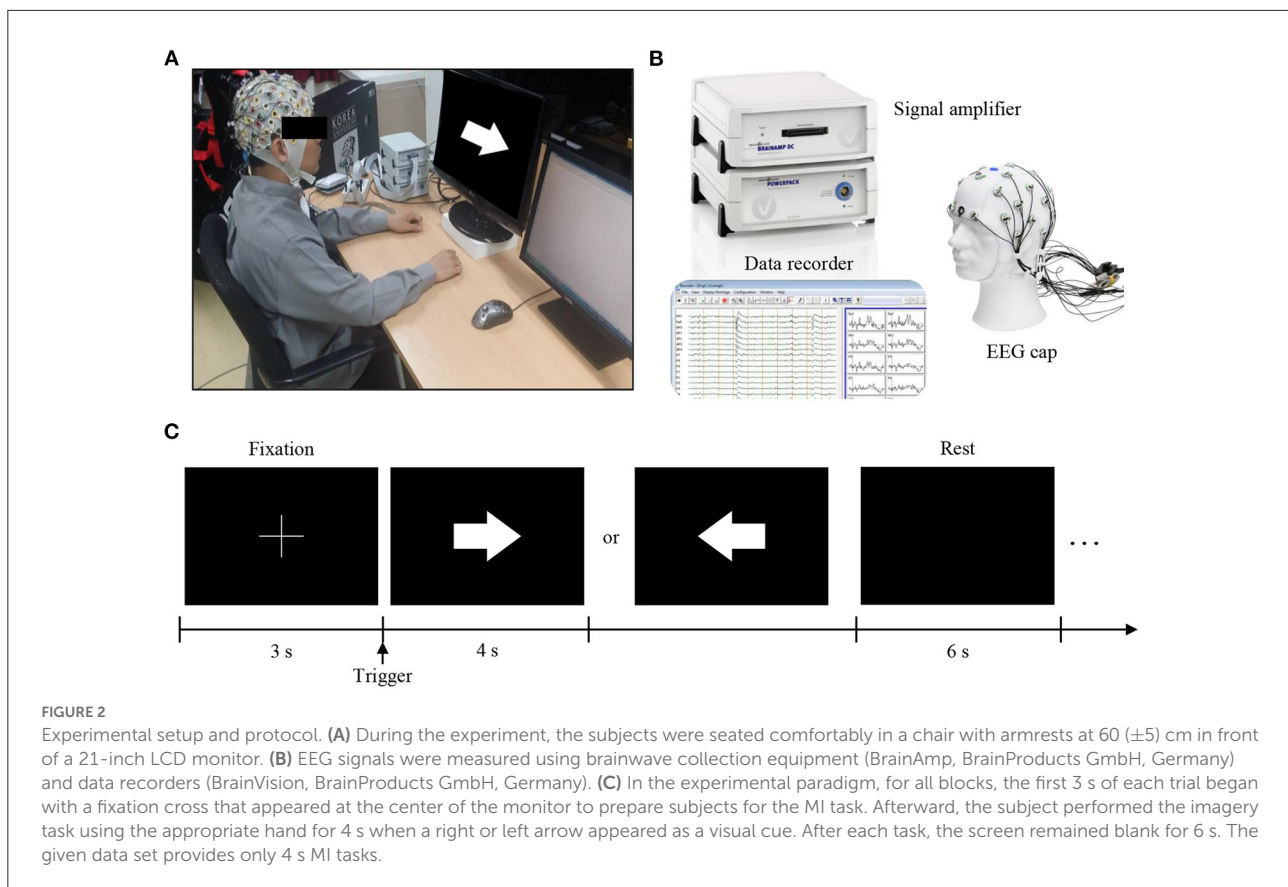 A
B
KOREA
UNIVERSITY
Signal amplifier
BRAINAMP DC
POWERPACK
Data recorder
EEG cap
C
Fixation
Rest
or
...
3 s
4 s
6 s
Trigger
FIGURE 2
Experimental setup and protocol. (A) During the experiment, the subjects were seated comfortably in a chair with armrests at 60 (±5) cm in front
of a 21-inch LCD monitor. (B) EEG signals were measured using brainwave collection equipment (BrainAmp, BrainProducts GmbH, Germany)
and data recorders (BrainVision, BrainProducts GmbH, Germany). (C) In the experimental paradigm, for all blocks, the first 3 s of each trial began
with a fixation cross that appeared at the center of the monitor to prepare subjects for the MI task. Afterward, the subject performed the imagery
task using the appropriate hand for 4 s when a right or left arrow appeared as a visual cue. After each task, the screen remained blank for 6 s. The
given data set provides only 4 s MI tasks.